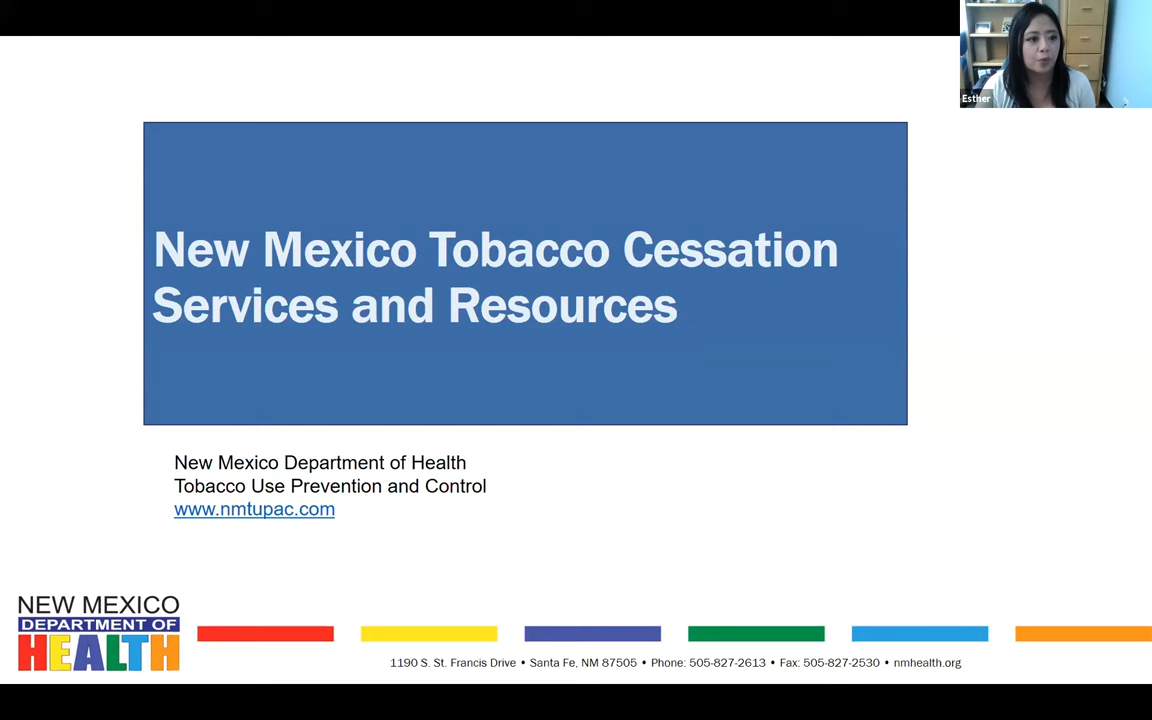 Esther
New Mexico Tobacco Cessation
Services and Resources
New Mexico Department of Health
Tobacco Use Prevention and Control
www.nmtupac.com
NEW MEXICO
DEPARTMENT OF
HEALTH
1190 S. St. Francis Drive • Santa Fe, NM 87505 • Phone: 505-827-2613 • Fax: 505-827-2530 • nmhealth.org